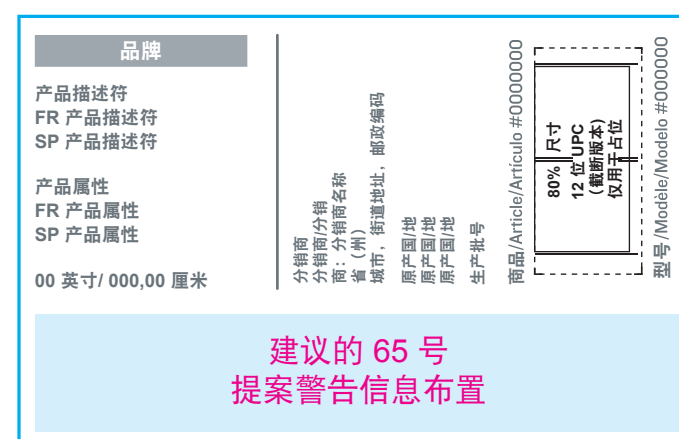 品牌
产品描述符
FR 产品描述符
SP 产品描述符
产品属性
FR 产品属性
SP 产品属性
00 英寸/ 000,00 厘米
分销商
分销商/分销
商：分销商名称
省（州）
城市，街道地址，邮政编码
原产国/地
原产国/地
原产国/地
生产批号
商品/Article/Artículo #0000000
80% 尺寸
12 位 UPC
（截断版本）
仅用于占位
型号/Modèle/Modelo #000000
建议的 65 号
提案警告信息布置